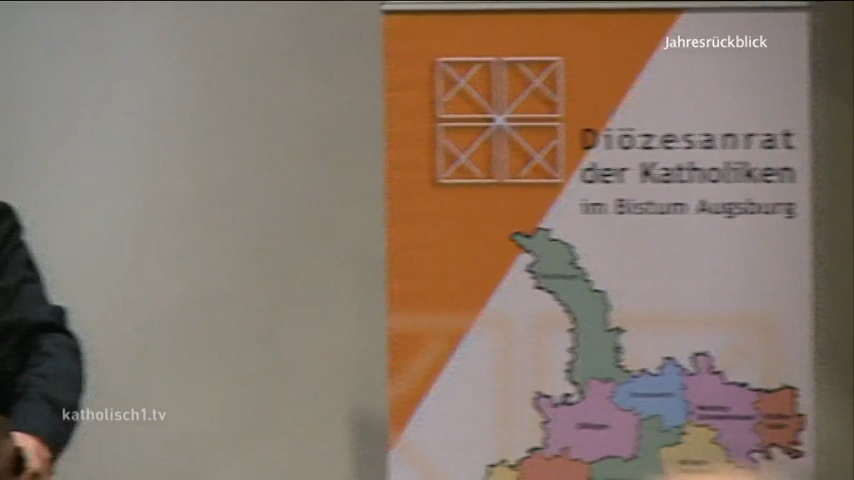 Jahresrückblick
Diözesanrat
der Katholiken
im Bistum Augsburg
katholisch1.tv